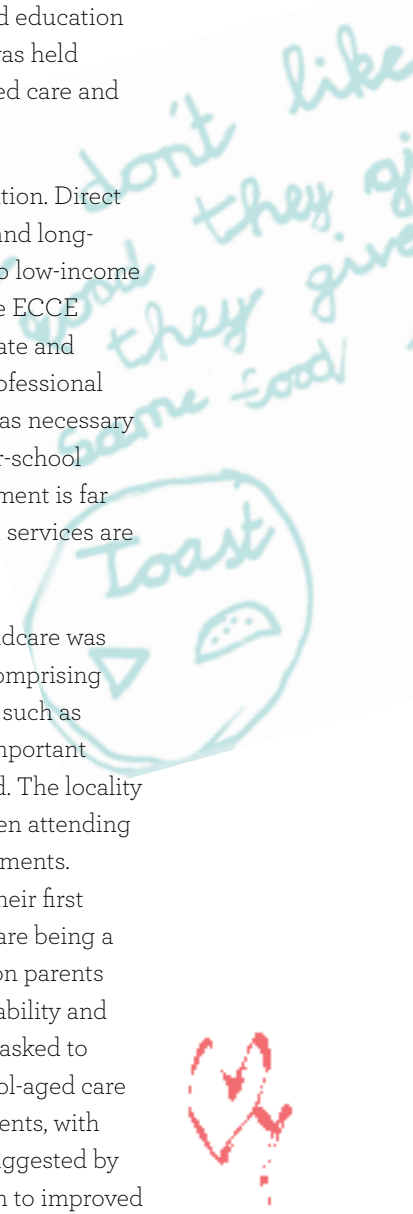 d education
as held
ed care and
tion. Direct
and long-
o low-income
e ECCE
ate and
ofessional
as necessary
r-school
ment is far
services are
dcare was
omprising
such as
nportant
d. The locality
en attending
ments.
heir first
are being a
on parents
ability and
asked to
ol-aged care
ents, with
iggested by
n to improved
don't like
food they gi
they give
same food
Toast